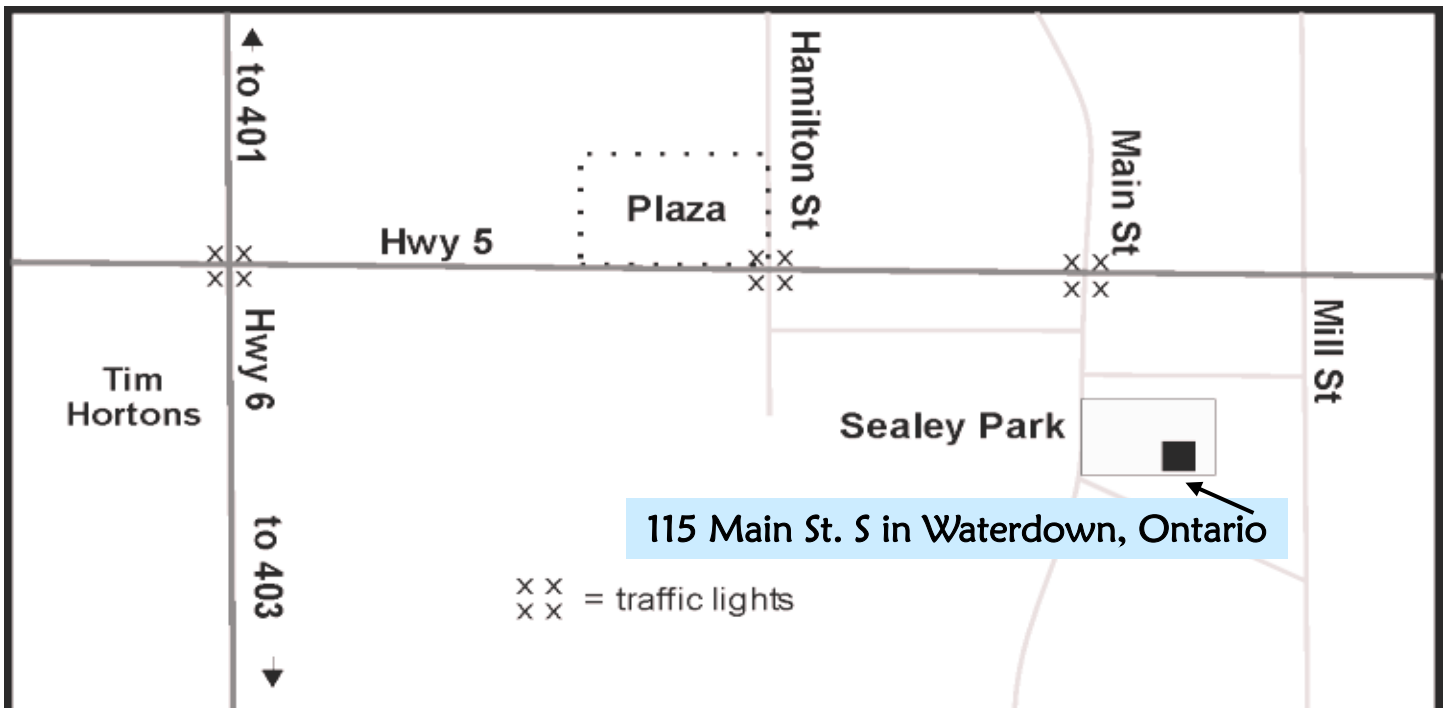 to 401
Hamilton St
Main St
Plaza
Hwy 5
x x
x x
x x
x x
x x
x x
Hwy 6
Mill St
Tim
Hortons
Sealey Park
115 Main St. S in Waterdown, Ontario
to 403
x x
x x = traffic lights